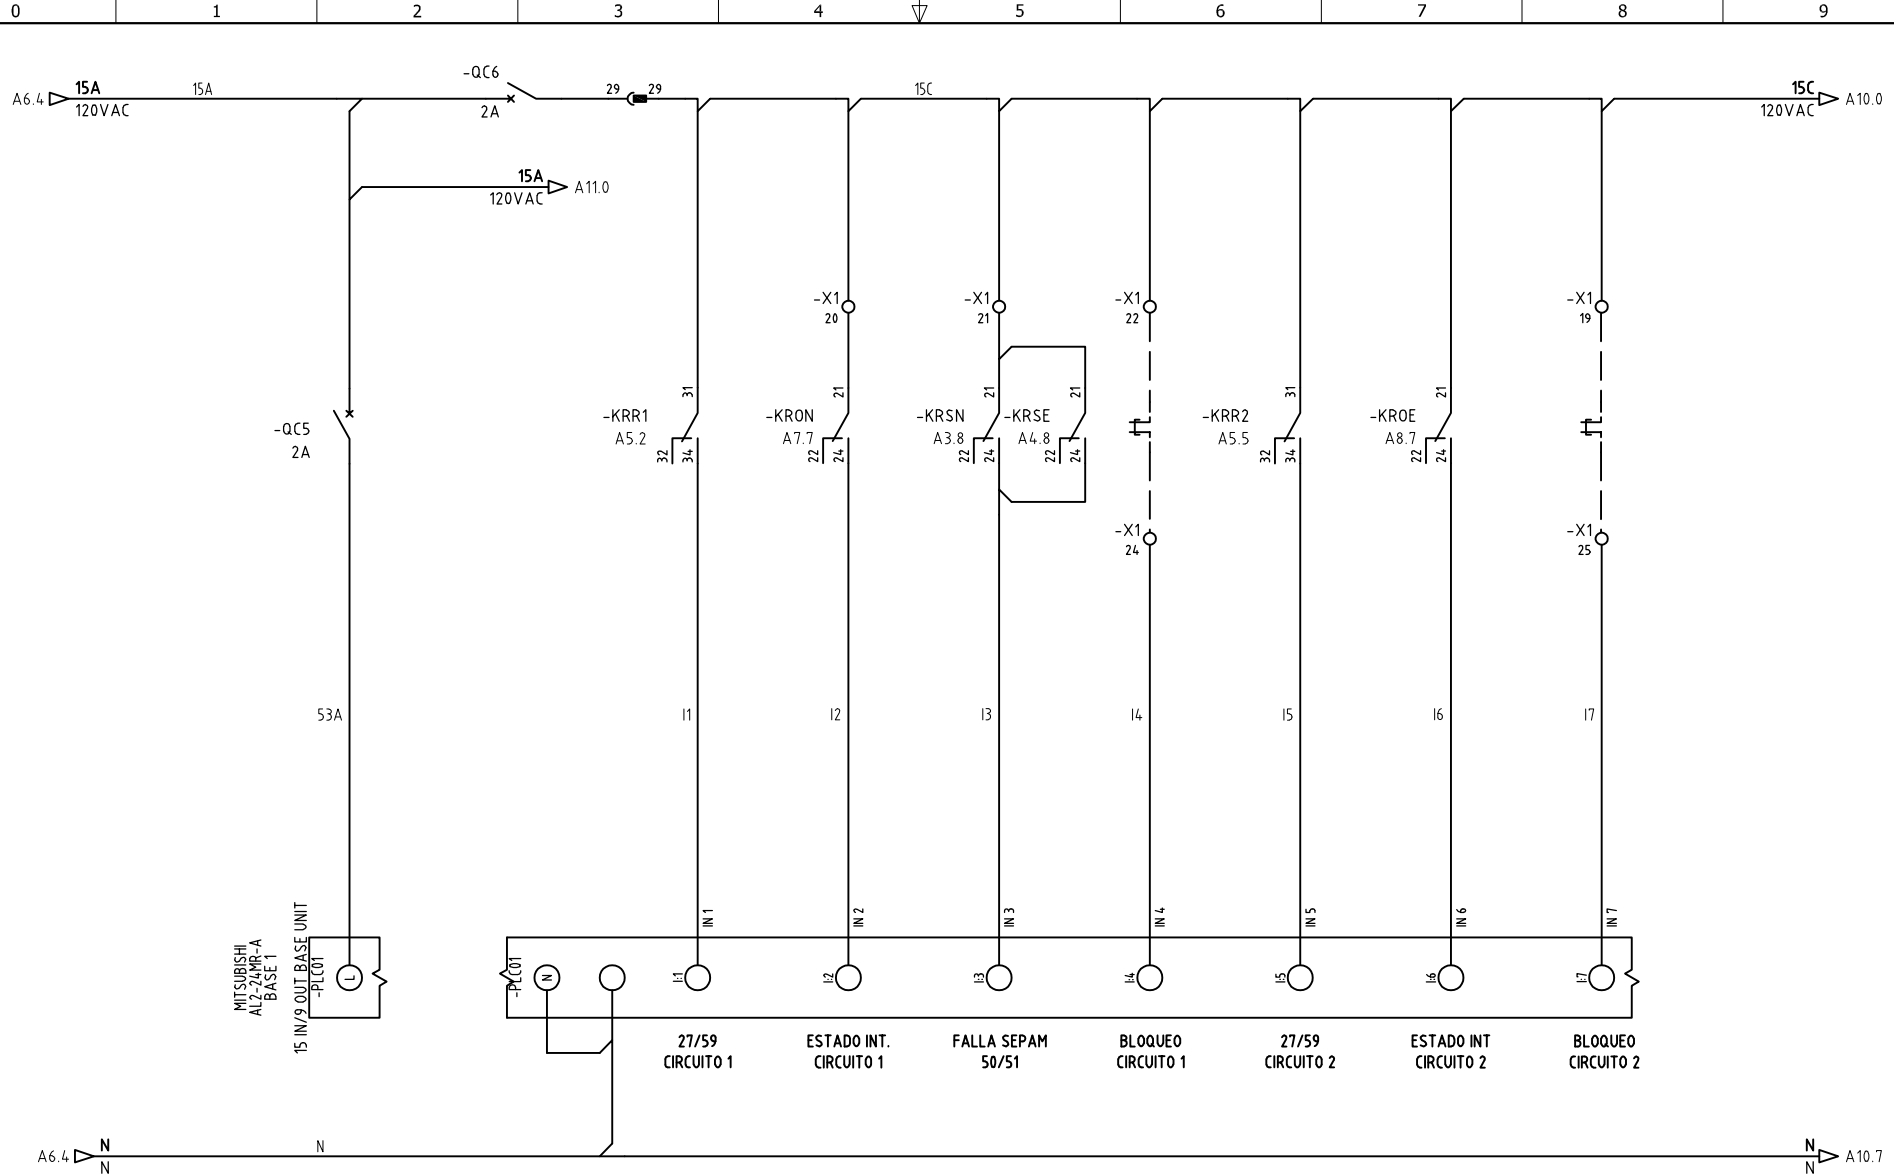 0 1 2 3 4 5 6 7 8 9
-QC6
A6.4 15A 15A 29 29 15C 15C A10.0
120VAC 2A 120VAC
15A A11.0
120VAC
-X1 -X1 -X1 -X1
20 21 22 19
31 21 21 21 31 21
-KRR1 -KRON -KRSN -KRSE -KRR2 -KROE
A5.2 A7.7 A3.8 A4.8 A5.5 A8.7
-QC5
2A
32 34 22 24 22 24 22 24 32 34 22 24
-X1 -X1
24 25
53A I1 I2 I3 I4 I5 I6 I7
IN 1 IN 2 IN 3 IN 4 IN 5 IN 6 IN 7
MITSUBISHI
AL2-24MR-A
BASE 1
15 IN/9 OUT BASE UNIT
-PLC01 L -PLC01 N I:1 I:2 I:3 I:4 I:5 I:6 I:7
27/59
CIRCUITO 1
ESTADO INT.
CIRCUITO 1
FALLA SEPAM
50/51
BLOQUEO
CIRCUITO 1
27/59
CIRCUITO 2
ESTADO INT
CIRCUITO 2
BLOQUEO
CIRCUITO 2
A6.4 N N N A10.7
N N